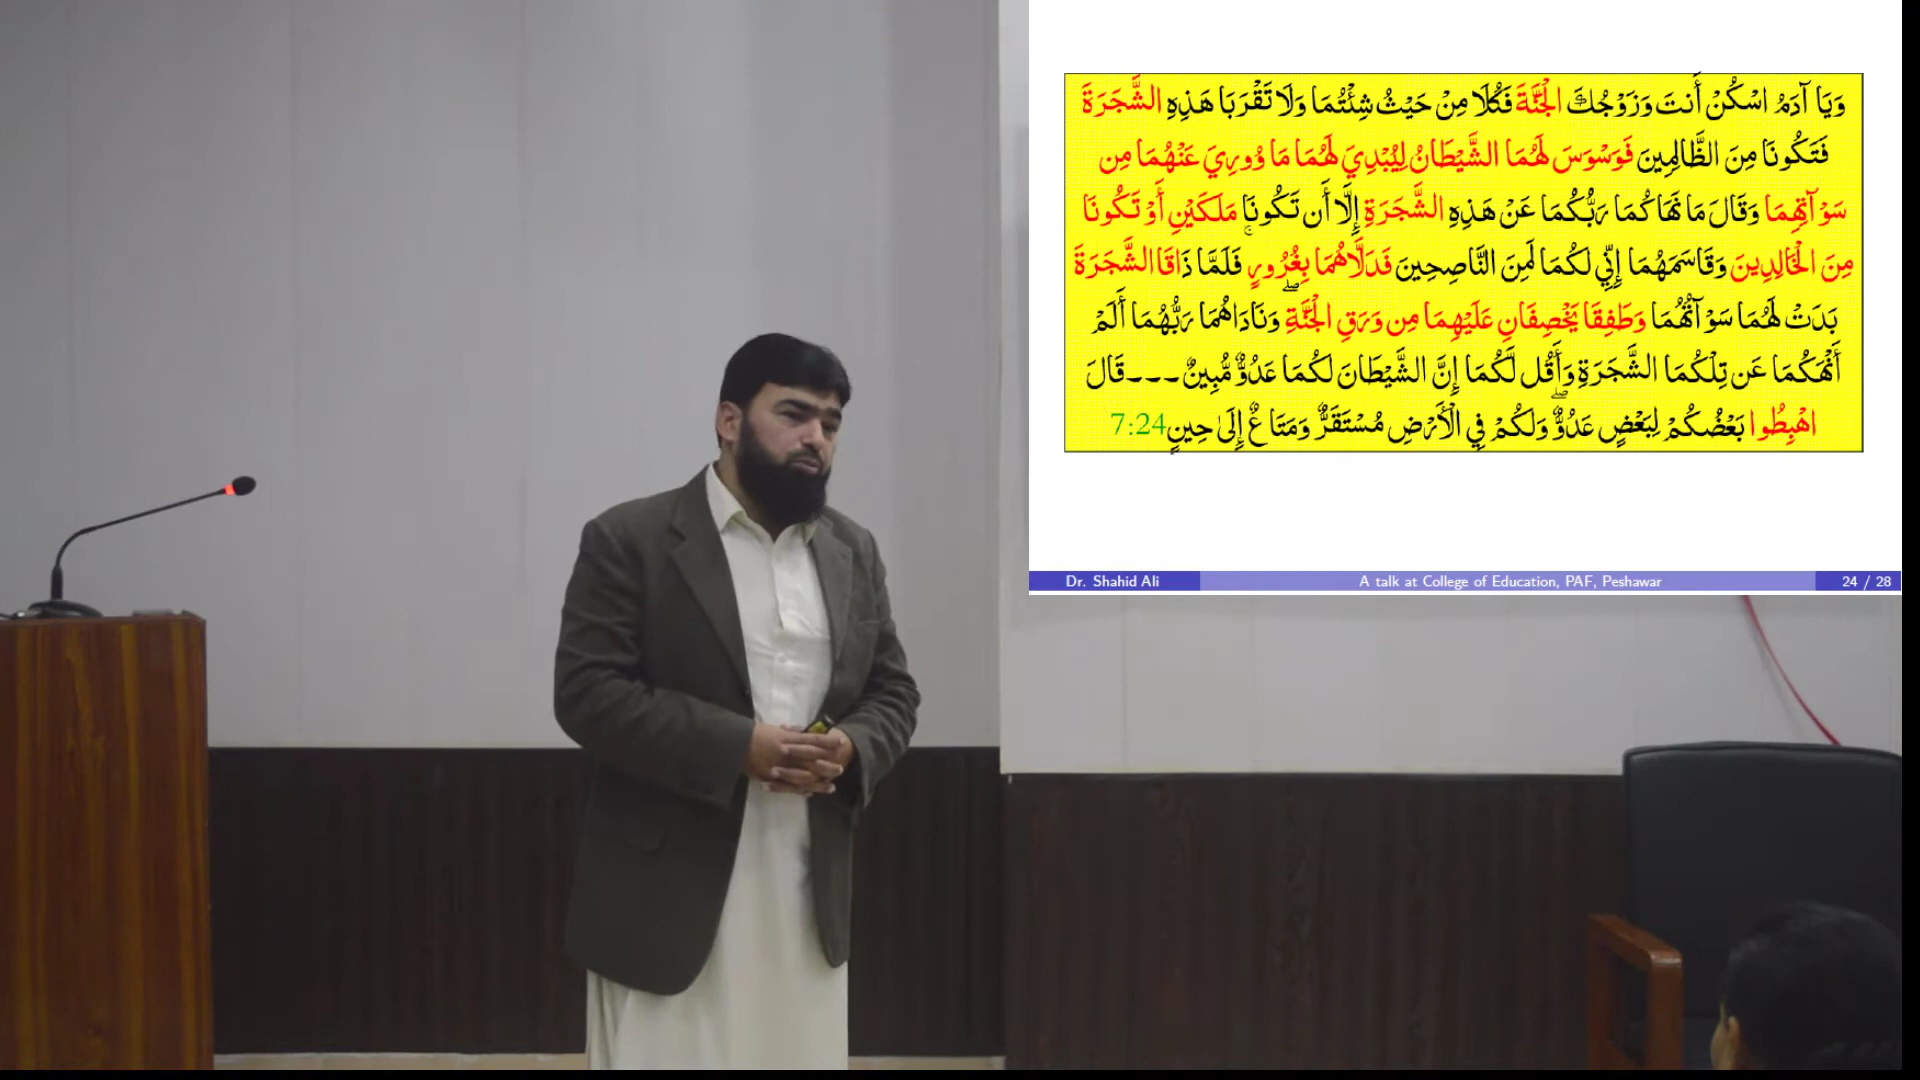 وَيَا آدَمُ اسْكُنْ أَنتَ وَزَوْجُكَ الْجَنَّةَ فَكُلَا مِنْ حَيْثُ شِئْتُمَا وَلَا تَقْرَبَا هَذِهِ الشَّجَرَةَ
فَتَكُونَا مِنَ الظَّالِمِينَ فَوَسْوَسَ لَهُمَا الشَّيْطَانُ لِيُبْدِيَ لَهُمَا مَا وُورِيَ عَنْهُمَا مِن
سَوْآتِهِمَا وَقَالَ مَا نَهَاكُمَا رَبُّكُمَا عَنْ هَذِهِ الشَّجَرَةِ إِلَّا أَن تَكُونَا مَلَكَيْنِ أَوْ تَكُونَا
مِنَ الْخَالِدِينَ وَقَاسَمَهُمَا إِنِّي لَكُمَا لَمِنَ النَّاصِحِينَ فَدَلَّاهُمَا بِغُرُورٍ ۚ فَلَمَّا ذَاقَا الشَّجَرَةَ
بَدَتْ لَهُمَا سَوْآتُهُمَا وَطَفِقَا يَخْصِفَانِ عَلَيْهِمَا مِن وَرَقِ الْجَنَّةِ ۖ وَنَادَاهُمَا رَبُّهُمَا أَلَمْ
أَنْهَكُمَا عَن تِلْكُمَا الشَّجَرَةِ وَأَقُل لَّكُمَا إِنَّ الشَّيْطَانَ لَكُمَا عَدُوٌّ مُّبِينٌ---قَالَ
اهْبِطُوا بَعْضُكُمْ لِبَعْضٍ عَدُوٌّ ۖ وَلَكُمْ فِي الْأَرْضِ مُسْتَقَرٌّ وَمَتَاعٌ إِلَىٰ حِينٍ 7:24
Dr. Shahid Ali A talk at College of Education, PAF, Peshawar 24 / 28